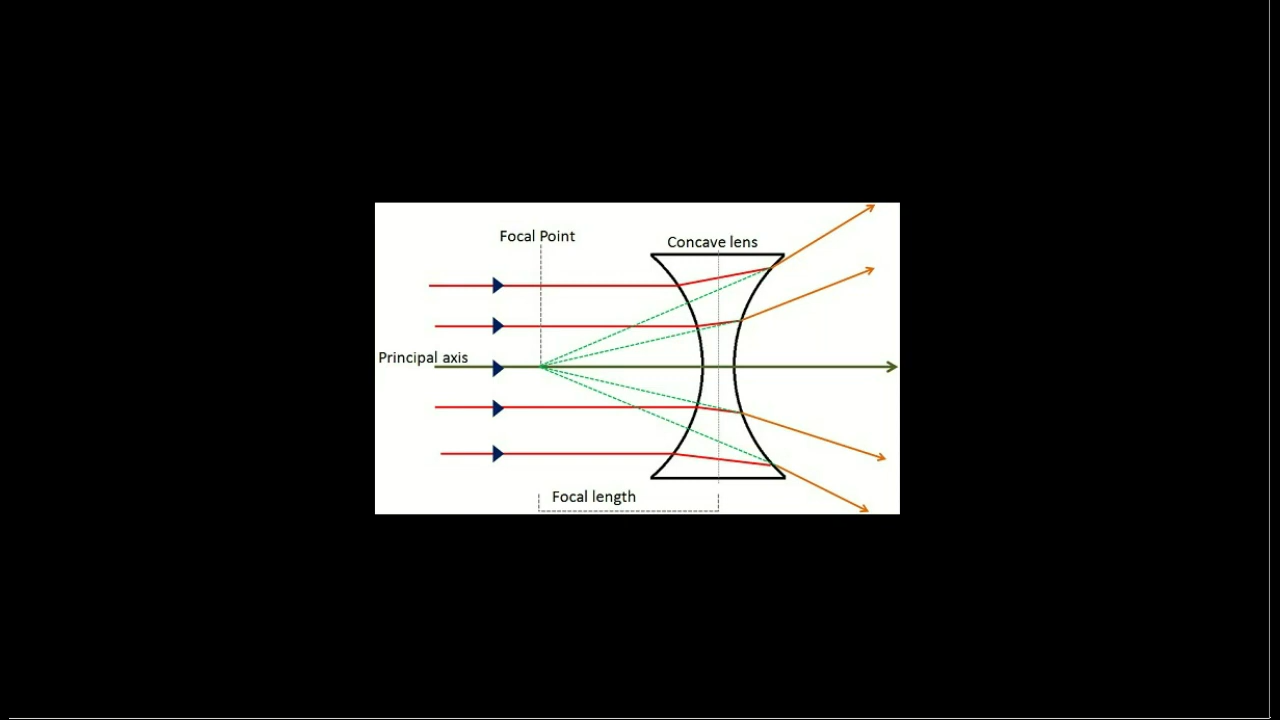 Focal Point
Concave lens
Principal axis
Focal length